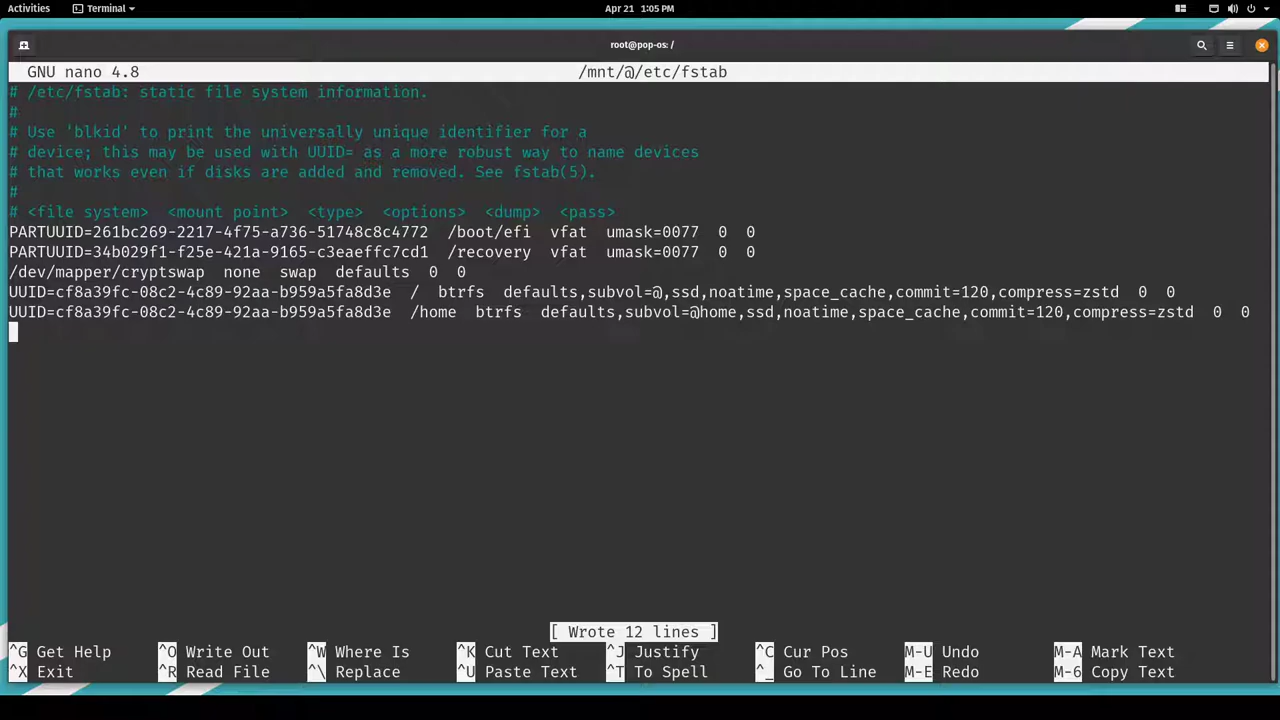 Activities Terminal Apr 21 1:05 PM
root@pop-os: /
GNU nano 4.8 /mnt/@/etc/fstab
# /etc/fstab: static file system information.
#
# Use 'blkid' to print the universally unique identifier for a
# device; this may be used with UUID= as a more robust way to name devices
# that works even if disks are added and removed. See fstab(5).
#
# <file system>  <mount point>  <type>  <options>  <dump>  <pass>
PARTUUID=261bc269-2217-4f75-a736-51748c8c4772  /boot/efi  vfat  umask=0077  0  0
PARTUUID=34b029f1-f25e-421a-9165-c3eaeffc7cd1  /recovery  vfat  umask=0077  0  0
/dev/mapper/cryptswap  none  swap  defaults  0  0
UUID=cf8a39fc-08c2-4c89-92aa-b959a5fa8d3e  /  btrfs  defaults,subvol=@,ssd,noatime,space_cache,commit=120,compress=zstd  0  0
UUID=cf8a39fc-08c2-4c89-92aa-b959a5fa8d3e  /home  btrfs  defaults,subvol=@home,ssd,noatime,space_cache,commit=120,compress=zstd  0  0
[ Wrote 12 lines ]
^G Get Help ^O Write Out ^W Where Is ^K Cut Text ^J Justify ^C Cur Pos M-U Undo M-A Mark Text
^X Exit ^R Read File ^\ Replace ^U Paste Text ^T To Spell ^_ Go To Line M-E Redo M-6 Copy Text